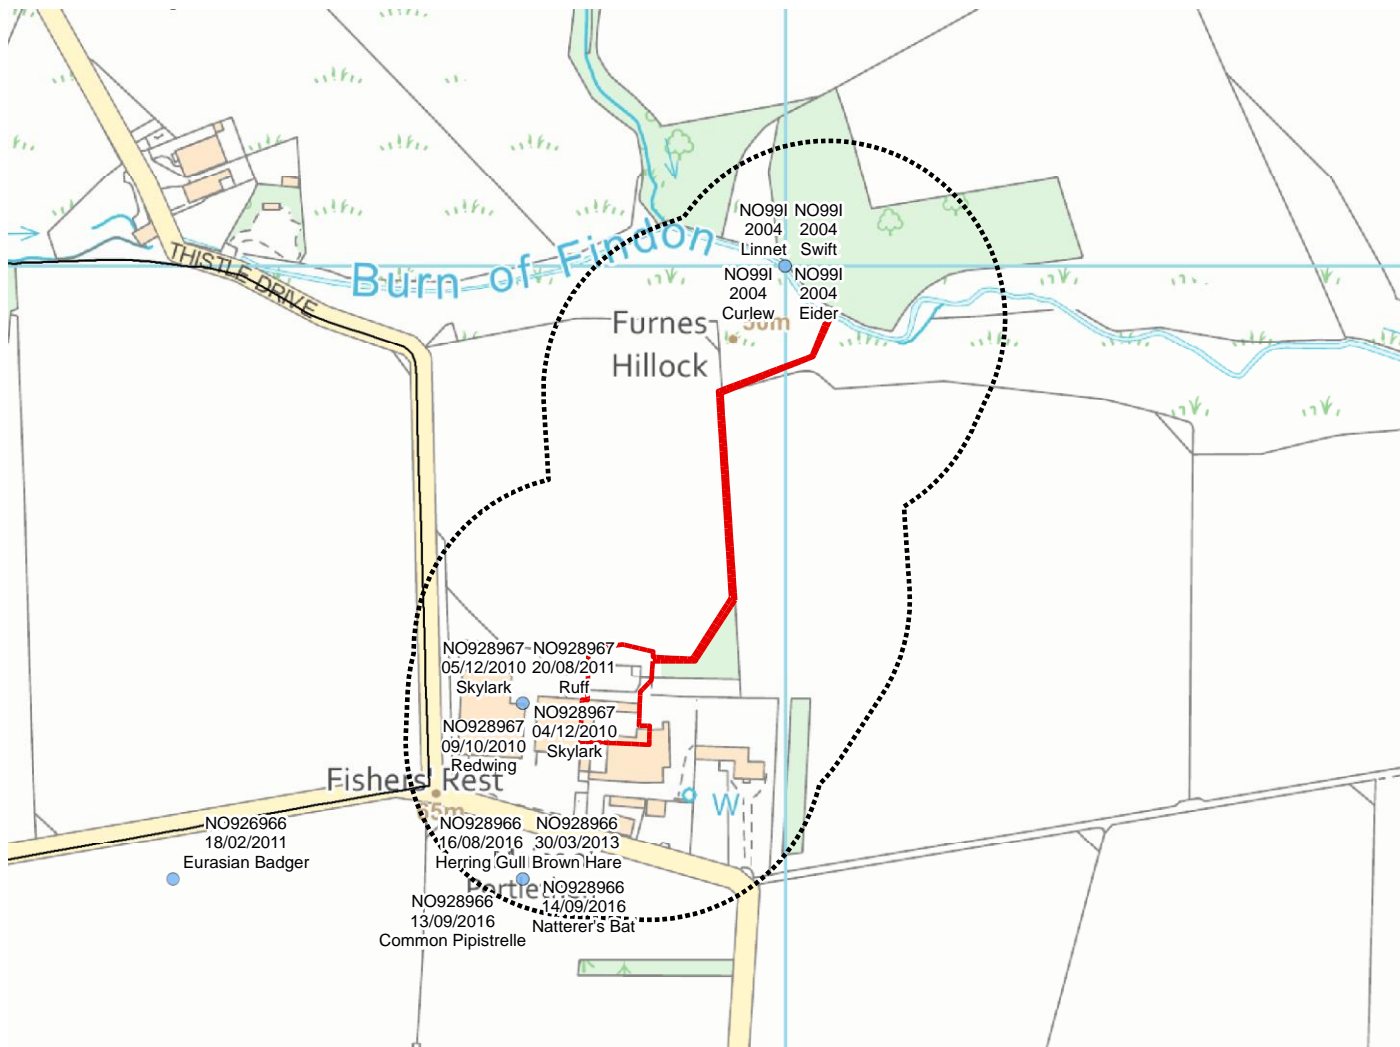 NO99I
2004
Linnet
NO99I
2004
Swift
THISTLE DRIVE
Burn of Findon
NO99I
2004
Curlew
NO99I
2004
Eider
50m
Furnes
Hillock
NO928967
05/12/2010
Skylark
NO928967
20/08/2011
Ruff
NO928967
09/10/2010
Redwing
NO928967
04/12/2010
Skylark
Fishers' Rest
65m
W
NO926966
18/02/2011
Eurasian Badger
NO928966
16/08/2016
Herring Gull
NO928966
30/03/2013
Brown Hare
Portlethen
NO928966
13/09/2016
Common Pipistrelle
NO928966
14/09/2016
Natterer's Bat